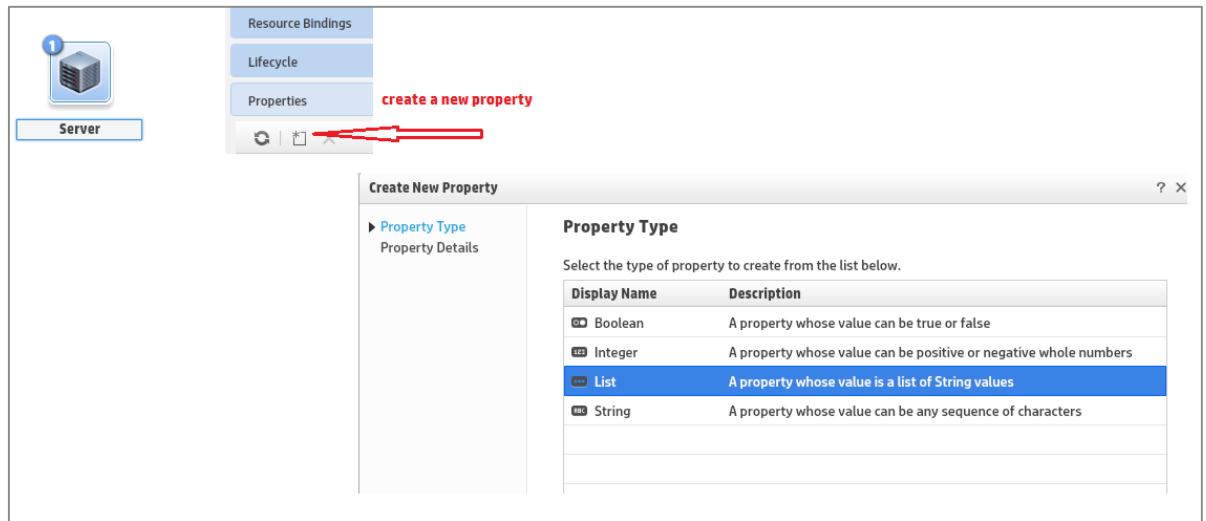 Resource Bindings
1
Lifecycle
Properties
create a new property
Server
Create New Property
? ×
Property Type
Property Details
Property Type
Select the type of property to create from the list below.
Display Name Description
Boolean A property whose value can be true or false
123 Integer A property whose value can be positive or negative whole numbers
List A property whose value is a list of String values
ABC String A property whose value can be any sequence of characters